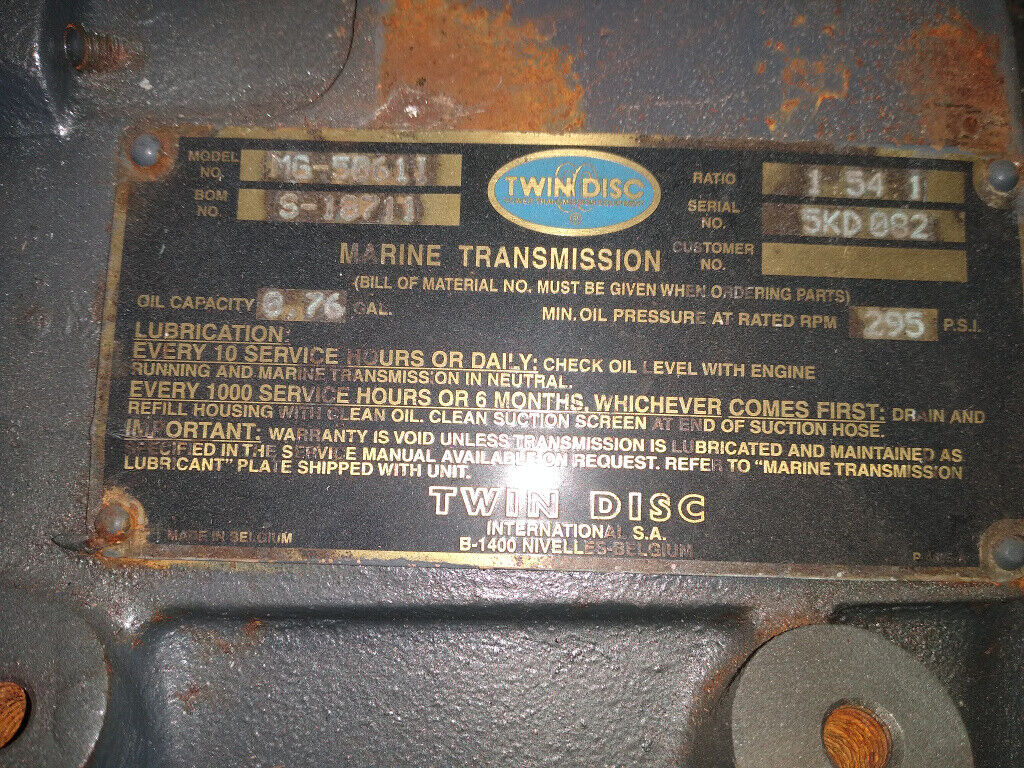 MODEL NO. MG-5061I
BOM NO.
TWIN DISC
RATIO 1 54 1
SERIAL NO. 5KD082
CUSTOMER NO.
MARINE TRANSMISSION
(BILL OF MATERIAL NO. MUST BE GIVEN WHEN ORDERING PARTS)
OIL CAPACITY 0.76 GAL. MIN. OIL PRESSURE AT RATED RPM 295 P.S.I.
LUBRICATION:
EVERY 10 SERVICE HOURS OR DAILY: CHECK OIL LEVEL WITH ENGINE
RUNNING AND MARINE TRANSMISSION IN NEUTRAL.
EVERY 1000 SERVICE HOURS OR 6 MONTHS, WHICHEVER COMES FIRST: DRAIN AND
REFILL HOUSING WITH CLEAN OIL. CLEAN SUCTION SCREEN AT END OF SUCTION HOSE.
IMPORTANT: WARRANTY IS VOID UNLESS TRANSMISSION IS LUBRICATED AND MAINTAINED AS
SPECIFIED IN THE SERVICE MANUAL AVAILABLE ON REQUEST. REFER TO "MARINE TRANSMISSION
LUBRICANT" PLATE SHIPPED WITH UNIT.
TWIN DISC
INTERNATIONAL S.A.
B-1400 NIVELLES-BELGIUM
MADE IN BELGIUM